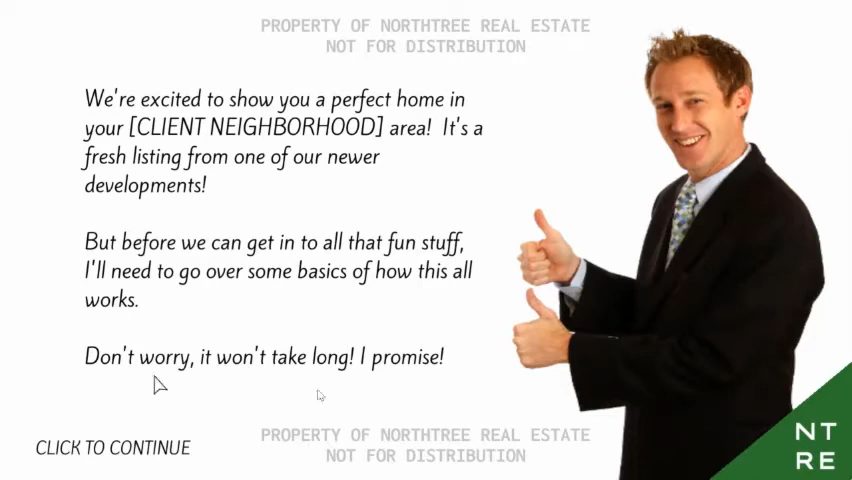 PROPERTY OF NORTHTREE REAL ESTATE
NOT FOR DISTRIBUTION
We're excited to show you a perfect home in
your [CLIENT NEIGHBORHOOD] area!  It's a
fresh listing from one of our newer
developments!
But before we can get in to all that fun stuff,
I'll need to go over some basics of how this all
works.
Don't worry, it won't take long! I promise!
CLICK TO CONTINUE
PROPERTY OF NORTHTREE REAL ESTATE
NOT FOR DISTRIBUTION
NT
RE